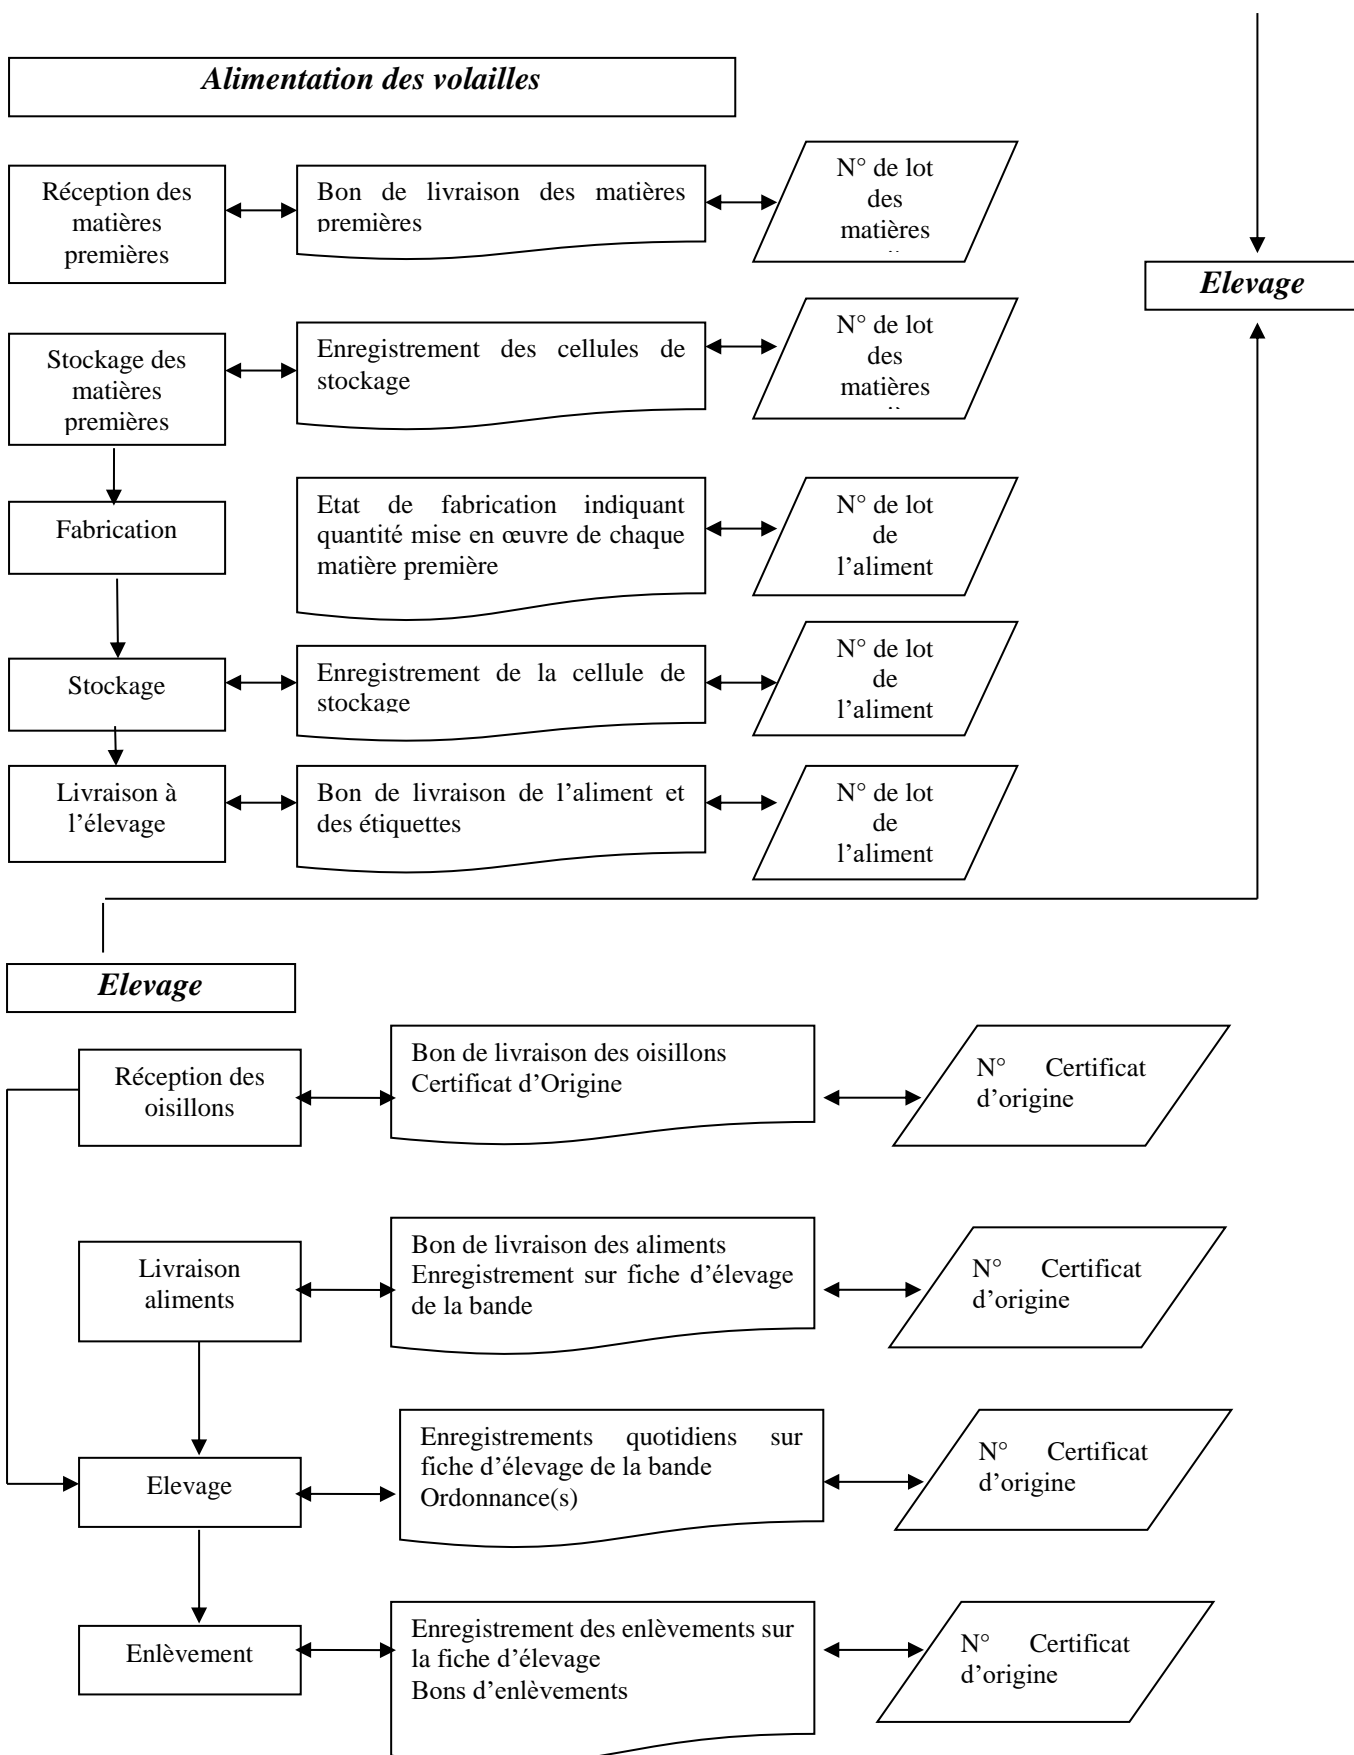 Alimentation des volailles
Réception des
matières
premières
Bon de livraison des matières
premières
N° de lot
des
matières
Elevage
Stockage des
matières
premières
Enregistrement des cellules de
stockage
N° de lot
des
matières
Fabrication
Etat de fabrication indiquant
quantité mise en œuvre de chaque
matière première
N° de lot
de
l’aliment
Stockage
Enregistrement de la cellule de
stockage
N° de lot
de
l’aliment
Livraison à
l’élevage
Bon de livraison de l’aliment et
des étiquettes
N° de lot
de
l’aliment
Elevage
Réception des
oisillons
Bon de livraison des oisillons
Certificat d’Origine
N° Certificat
d’origine
Livraison
aliments
Bon de livraison des aliments
Enregistrement sur fiche d’élevage
de la bande
N° Certificat
d’origine
Elevage
Enregistrements quotidiens sur
fiche d’élevage de la bande
Ordonnance(s)
N° Certificat
d’origine
Enlèvement
Enregistrement des enlèvements sur
la fiche d’élevage
Bons d’enlèvements
N° Certificat
d’origine